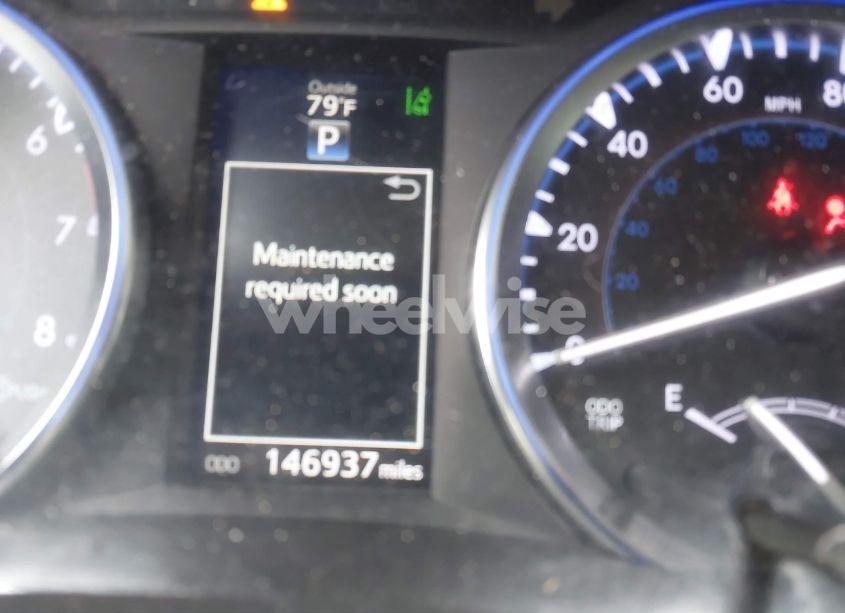 Outside
79°F
P
Maintenance
required soon
ODO 146937 miles
6
7
8
0
20
40
60
80
MPH
20
40
60
80
100
120
ODO
TRIP
E
wheelwise